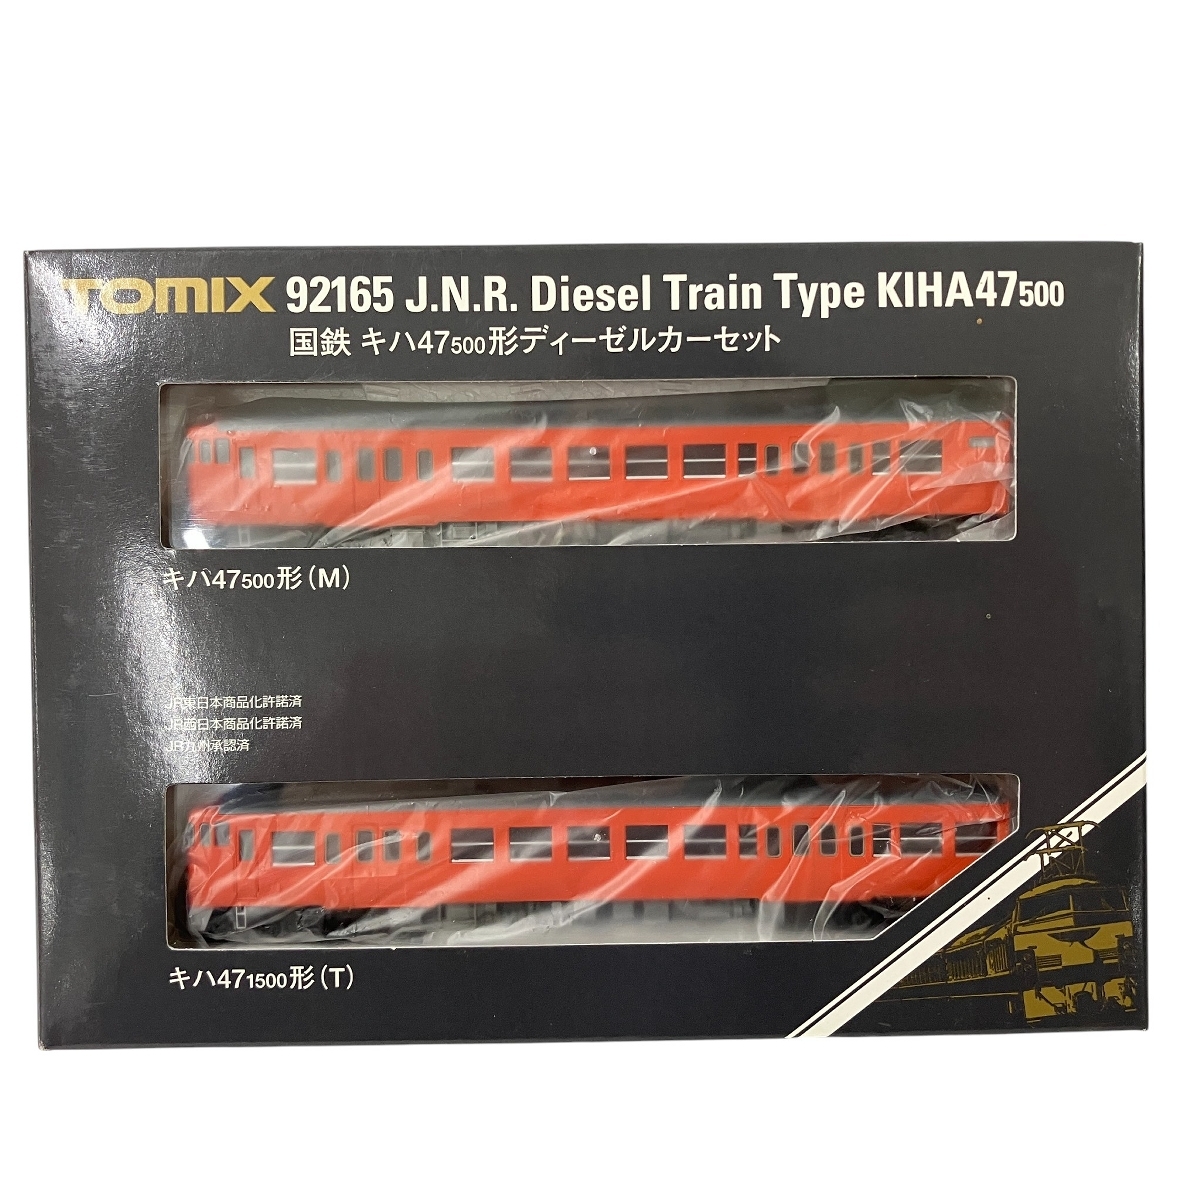 TOMIX 92165 J.N.R. Diesel Train Type KIHA47 500
国鉄 キハ47 500形ディーゼルカーセット
キハ47 500形(M)
JR東日本商品化許諾済
JR西日本商品化許諾済
JR九州承認済
キハ47 1500形(T)